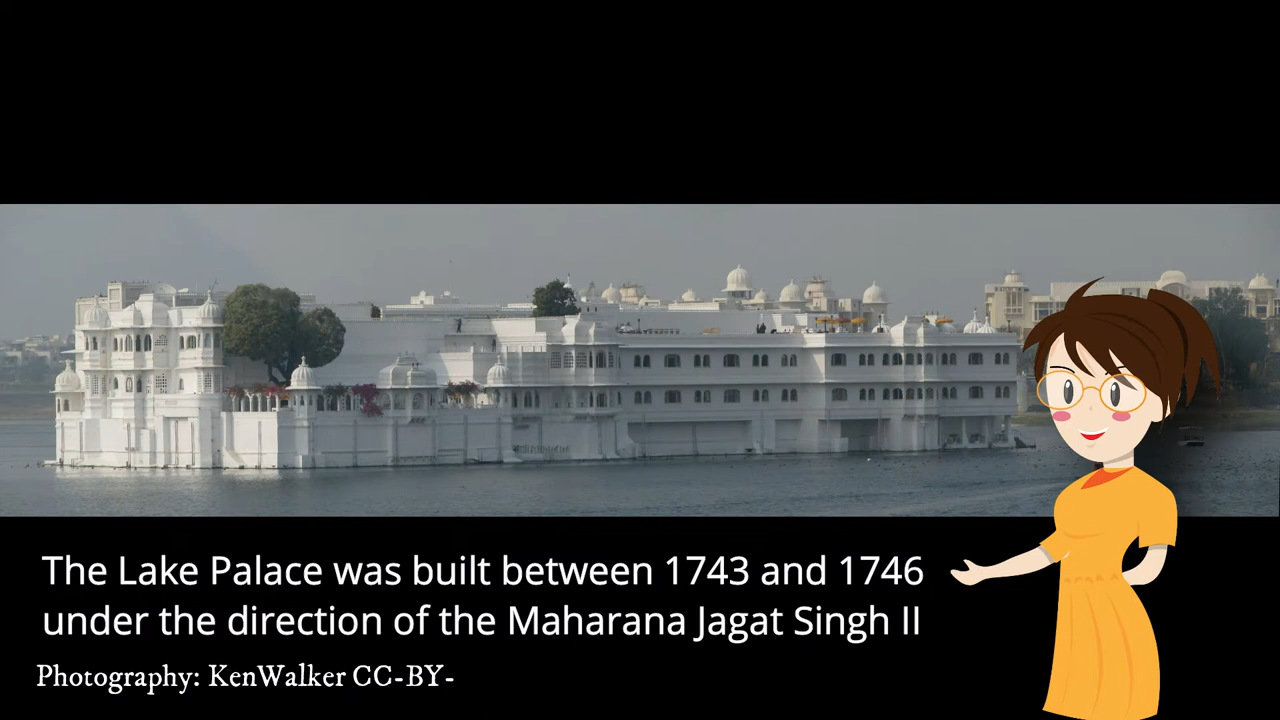 The Lake Palace was built between 1743 and 1746
under the direction of the Maharana Jagat Singh II
Photography: KenWalker CC-BY-